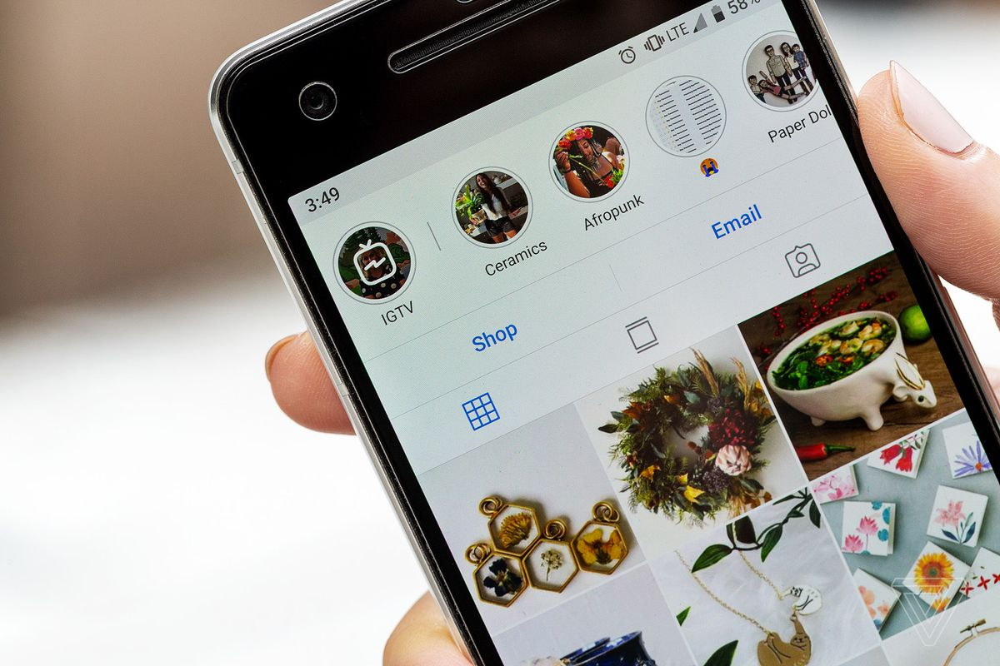 3:49
LTE
58%
IGTV
Ceramics
Afropunk
Paper Dol
Shop
Email